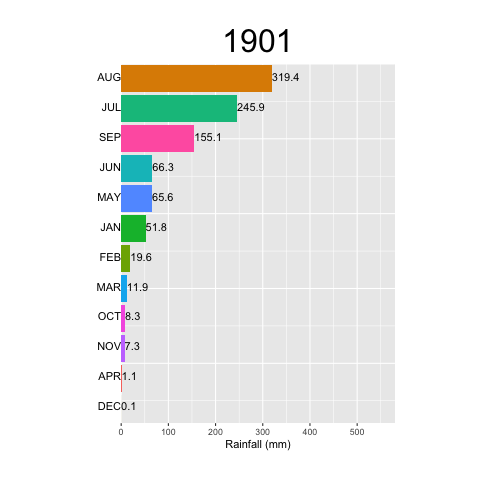 1901
AUG 319.4
JUL 245.9
SEP 155.1
JUN 66.3
MAY 65.6
JAN 51.8
FEB 19.6
MAR 11.9
OCT 8.3
NOV 7.3
APR 1.1
DEC 0.1
0 100 200 300 400 500
Rainfall (mm)